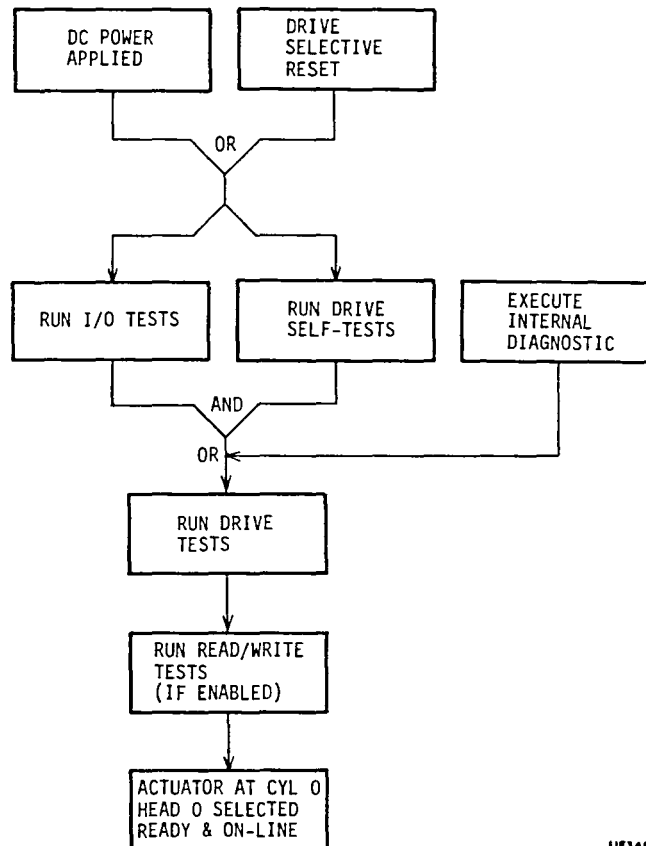 DC POWER
APPLIED
DRIVE
SELECTIVE
RESET
OR
RUN I/O TESTS
RUN DRIVE
SELF-TESTS
EXECUTE
INTERNAL
DIAGNOSTIC
AND
OR
RUN DRIVE
TESTS
RUN READ/WRITE
TESTS
(IF ENABLED)
ACTUATOR AT CYL 0
HEAD 0 SELECTED
READY & ON-LINE